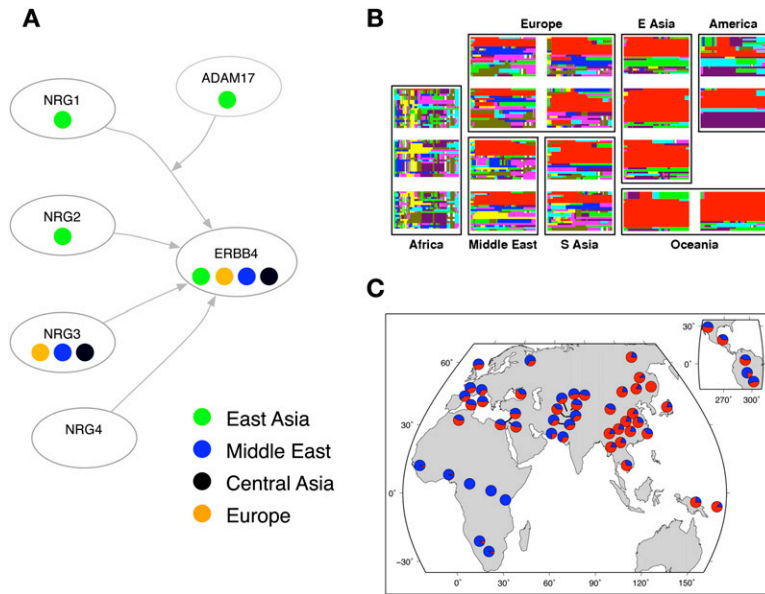 A
NRG1
ADAM17
NRG2
ERBB4
NRG3
NRG4
East Asia
Middle East
Central Asia
Europe
B
Europe
E Asia
America
Africa
Middle East
S Asia
Oceania
C
60˚
30˚
0˚
−30˚
0˚
30˚
60˚
90˚
120˚
150˚
30˚
0˚
270˚
300˚